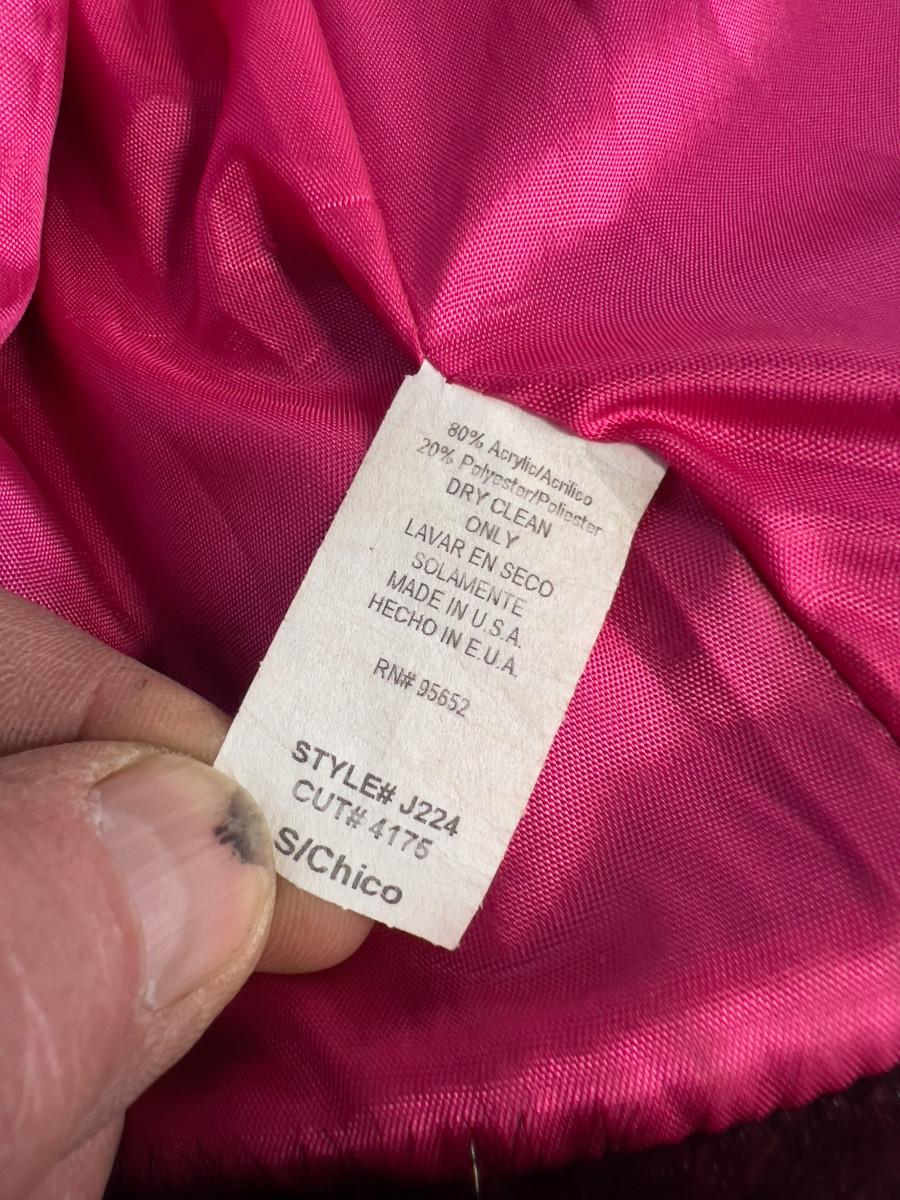 80% Acrylic/Acrilico
20% Polyester/Poliester
DRY CLEAN
ONLY
LAVAR EN SECO
SOLAMENTE
MADE IN U.S.A.
HECHO IN E.U.A.
RN# 95652
STYLE# J224
CUT# 4175
S/Chico